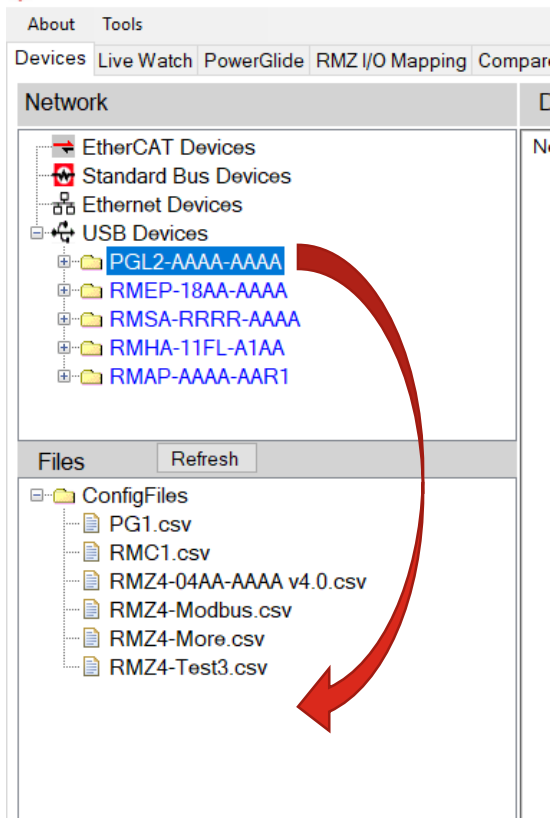 About Tools
Devices Live Watch PowerGlide RMZ I/O Mapping Compare
Network
EtherCAT Devices
Standard Bus Devices
Ethernet Devices
USB Devices
PGL2-AAAA-AAAA
RMEP-18AA-AAAA
RMSA-RRRR-AAAA
RMHA-11FL-A1AA
RMAP-AAAA-AAR1
Files Refresh
ConfigFiles
PG1.csv
RMC1.csv
RMZ4-04AA-AAAA v4.0.csv
RMZ4-Modbus.csv
RMZ4-More.csv
RMZ4-Test3.csv